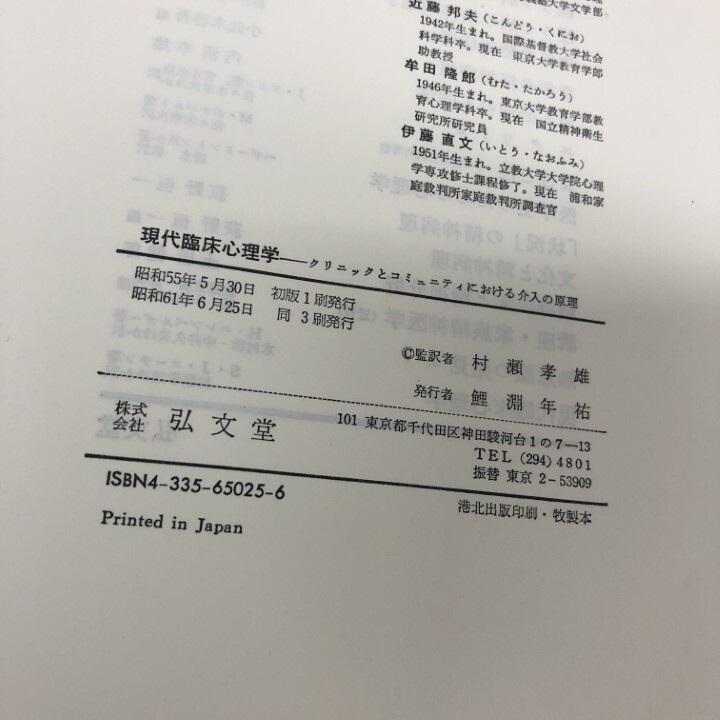 近藤 邦夫（こんどう・くにお）
1942年生まれ。国際基督教大学社会
科学科卒。現在 東京大学教育学部
助教授
牟田 隆郎（むた・たかろう）
1946年生まれ。東京大学教育学部教
育心理学科卒。現在 国立精神衛生
研究所研究員
伊藤 直文（いとう・なおふみ）
1951年生まれ。立教大学大学院心理
学専攻修士課程修了。現在 浦和家
庭裁判所家庭裁判所調査官
現代臨床心理学——クリニックとコミュニティにおける介入の原理
昭和55年5月30日 初版1刷発行
昭和61年6月25日 同 3刷発行
©監訳者 村瀬孝雄
発行者 鯉淵年祐
株式会社 弘文堂
101 東京都千代田区神田駿河台1の7—13
TEL (294) 4801
振替 東京 2-53909
ISBN4-335-65025-6
Printed in Japan
港北出版印刷・牧製本